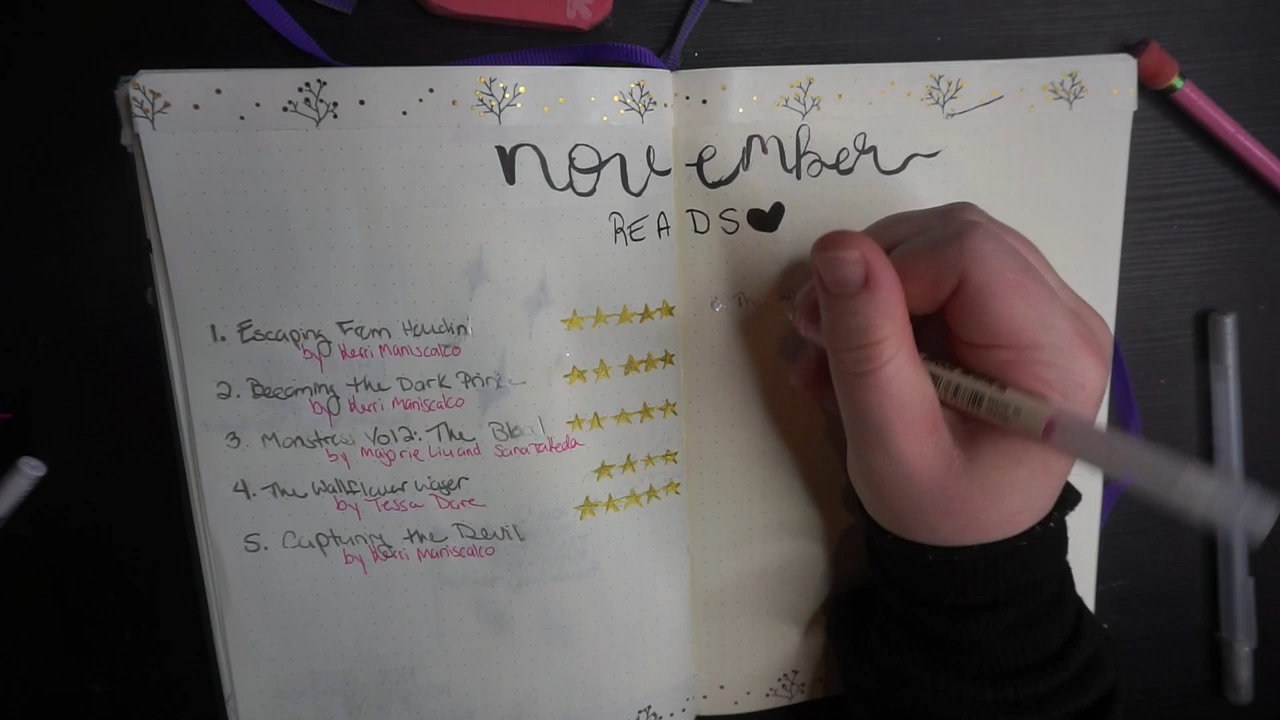 november
READS♥
1. Escaping From Houdini
by Kerri Maniscalco
2. Becoming the Dark Prince
by Kerri Maniscalco
3. Monstress Vol2: The Blood
by Marjorie Liu and Sana Takeda
4. The Wallflower Wager
by Tessa Dare
5. Capturing the Devil
by Kerri Maniscalco
The